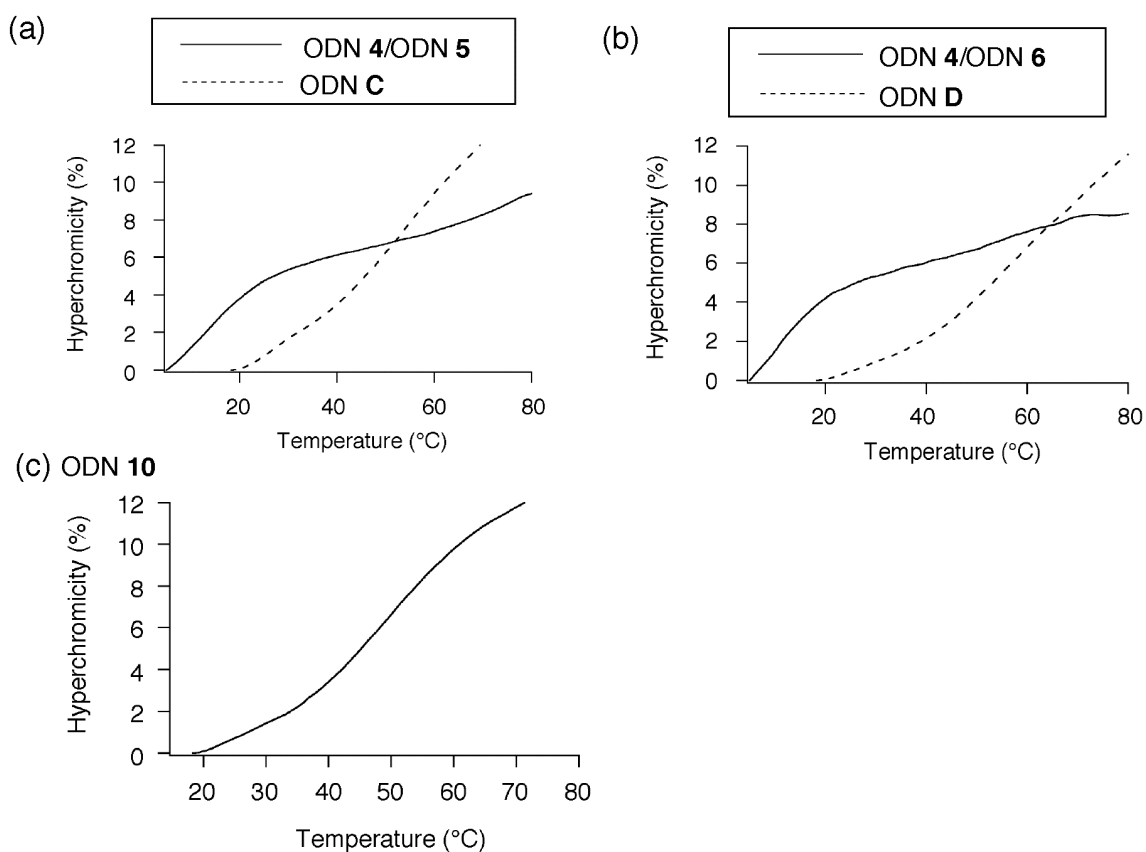 (a)
ODN 4/ODN 5
ODN C
Hyperchromicity (%)
12
10
8
6
4
2
0
20 40 60 80
Temperature (°C)
(b)
ODN 4/ODN 6
ODN D
Hyperchromicity (%)
12
10
8
6
4
2
0
20 40 60 80
Temperature (°C)
(c) ODN 10
Hyperchromicity (%)
12
10
8
6
4
2
0
20 30 40 50 60 70 80
Temperature (°C)